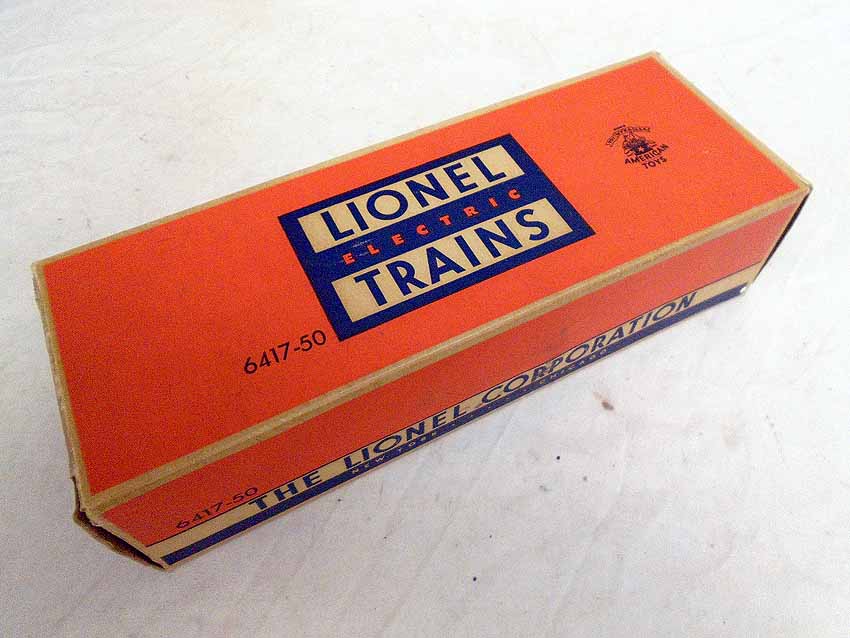 LIONEL
ELECTRIC
TRAINS
6417-50
AMERICAN
TOYS
6417-50
THE LIONEL CORPORATION
NEW YORK CHICAGO